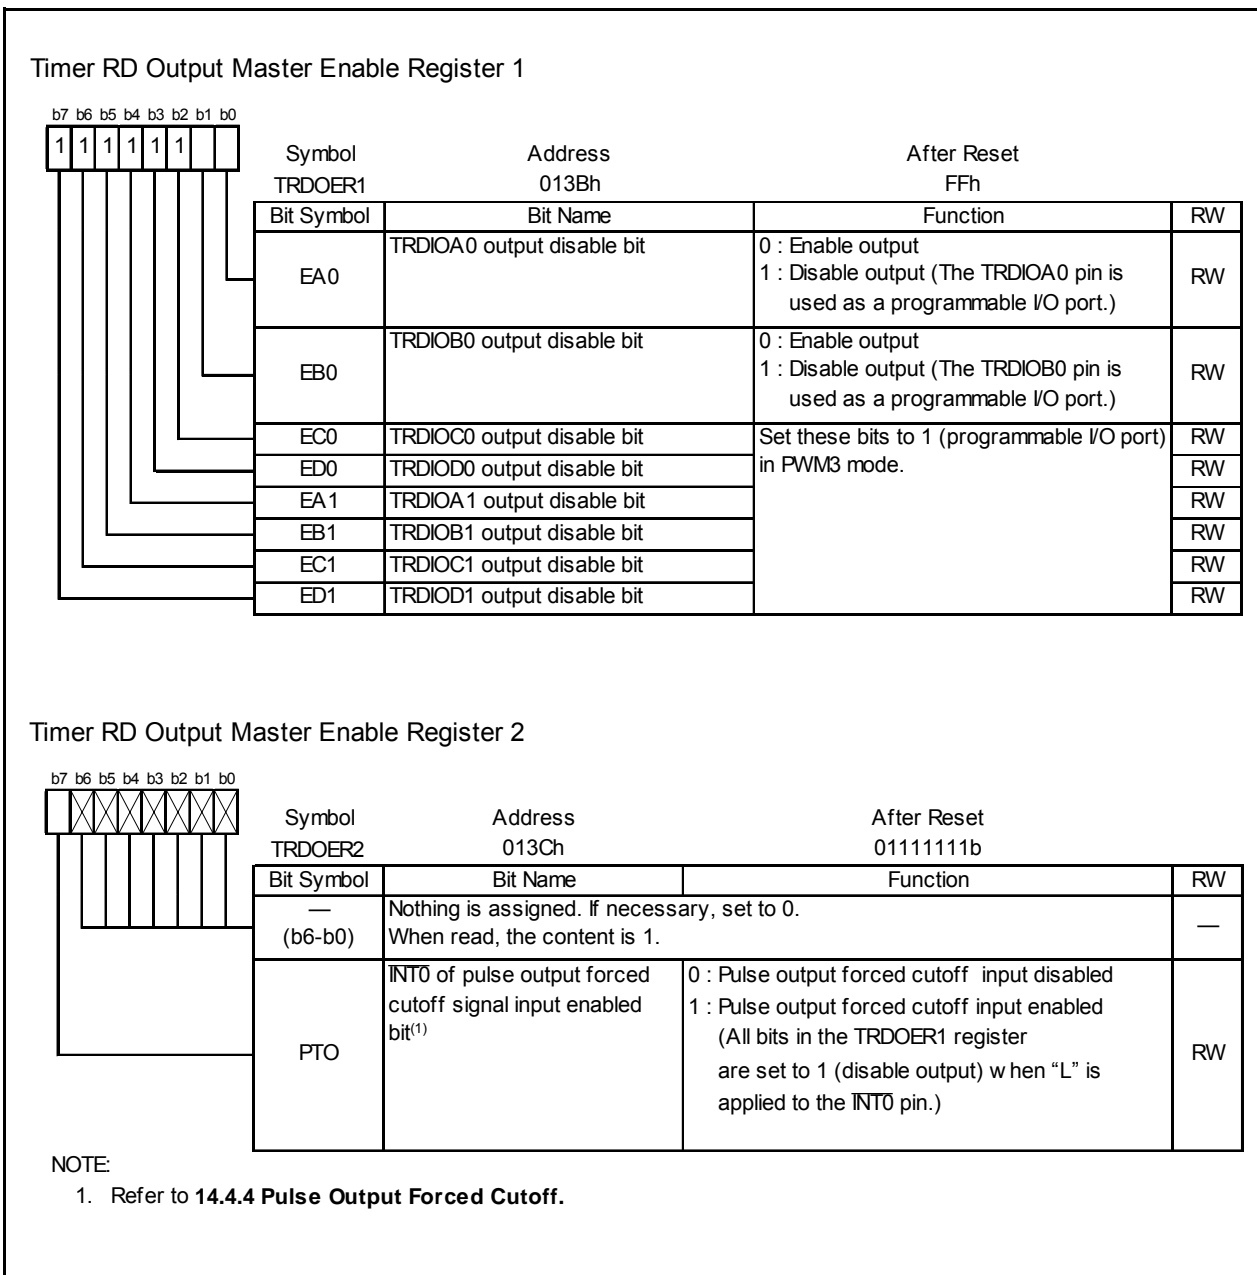 Timer RD Output Master Enable Register 1
b7 b6 b5 b4 b3 b2 b1 b0
1 1 1 1 1 1
Symbol Address After Reset
TRDOER1 013Bh FFh
Bit Symbol Bit Name Function RW
EA0 TRDIOA0 output disable bit 0 : Enable output
1 : Disable output (The TRDIOA0 pin is
used as a programmable I/O port.) RW
EB0 TRDIOB0 output disable bit 0 : Enable output
1 : Disable output (The TRDIOB0 pin is
used as a programmable I/O port.) RW
EC0 TRDIOC0 output disable bit Set these bits to 1 (programmable I/O port) RW
ED0 TRDIOD0 output disable bit in PWM3 mode. RW
EA1 TRDIOA1 output disable bit RW
EB1 TRDIOB1 output disable bit RW
EC1 TRDIOC1 output disable bit RW
ED1 TRDIOD1 output disable bit RW
Timer RD Output Master Enable Register 2
b7 b6 b5 b4 b3 b2 b1 b0
Symbol Address After Reset
TRDOER2 013Ch 01111111b
Bit Symbol Bit Name Function RW
— Nothing is assigned. If necessary, set to 0.
(b6-b0) When read, the content is 1. —
INT0 of pulse output forced 0 : Pulse output forced cutoff input disabled
cutoff signal input enabled 1 : Pulse output forced cutoff input enabled
bit(1) (All bits in the TRDOER1 register
PTO are set to 1 (disable output) when “L” is RW
applied to the INT0 pin.)
NOTE:
1. Refer to 14.4.4 Pulse Output Forced Cutoff.